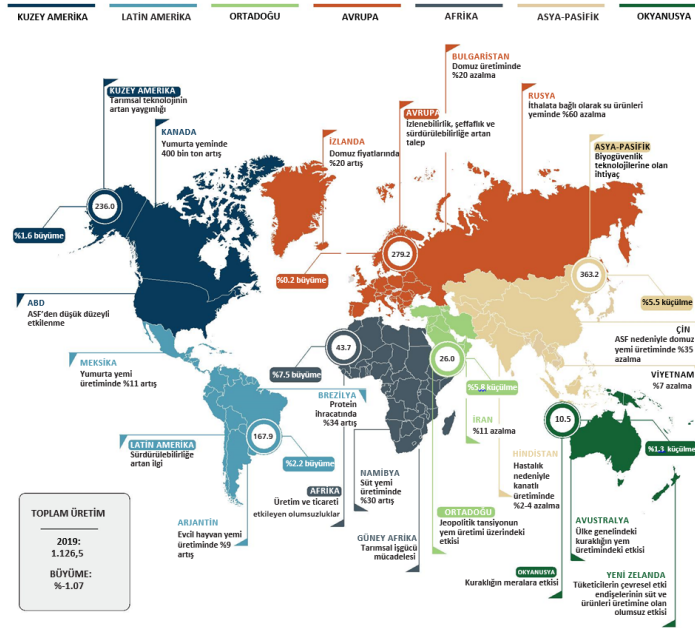 KUZEY AMERİKA
LATİN AMERİKA
ORTADOĞU
AVRUPA
AFRİKA
ASYA-PASİFİK
OKYANUSYA
KUZEY AMERİKA
Tarımsal teknolojinin
artan yaygınlığı
KANADA
Yumurta yeminde
400 bin ton artış
İZLANDA
Domuz fiyatlarında
%20 artış
AVRUPA
İzlenebilirlik, şeffaflık ve
sürdürülebilirliğe artan
talep
BULGARİSTAN
Domuz üretiminde
%20 azalma
RUSYA
İthalata bağlı olarak su ürünleri
yeminde %60 azalma
ASYA-PASİFİK
Biyogüvenlik
teknolojilerine olan
ihtiyaç
236.0
%1.6 büyüme
279.2
%0.2 büyüme
363.2
%5.5 küçülme
ABD
ASF'den düşük düzeyli
etkilenme
ÇİN
ASF nedeniyle domuz
yemi üretiminde %35
azalma
VİYETNAM
%7 azalma
MEKSİKA
Yumurta yemi
üretiminde %11 artış
43.7
%7.5 büyüme
26.0
%5.8 küçülme
BREZİLYA
Protein
ihracatında
%34 artış
167.9
%2.2 büyüme
LATİN AMERİKA
Sürdürülebilirliğe
artan ilgi
İRAN
%11 azalma
10.5
%1.3 küçülme
HİNDİSTAN
Hastalık
nedeniyle
kanatlı
üretiminde
%2-4 azalma
NAMİBYA
Süt yemi
üretiminde
%30 artış
AFRİKA
Üretim ve ticareti
etkileyen olumsuzluklar
ARJANTİN
Evcil hayvan yemi
üretiminde %9
artış
GÜNEY AFRİKA
Tarımsal işgücü
mücadelesi
ORTADOĞU
Jeopolitik tansiyonun
yem üretimi üzerindeki
etkisi
AVUSTRALYA
Ülke genelindeki
kuraklığın yem
üretimindeki etkisi
OKYANUSYA
Kuraklığın meralara etkisi
YENİ ZELANDA
Tüketicilerin çevresel etki
endişelerinin süt ve
ürünleri üretimine olan
olumsuz etkisi
TOPLAM ÜRETİM
2019:
1.126,5
BÜYÜME:
%-1.07